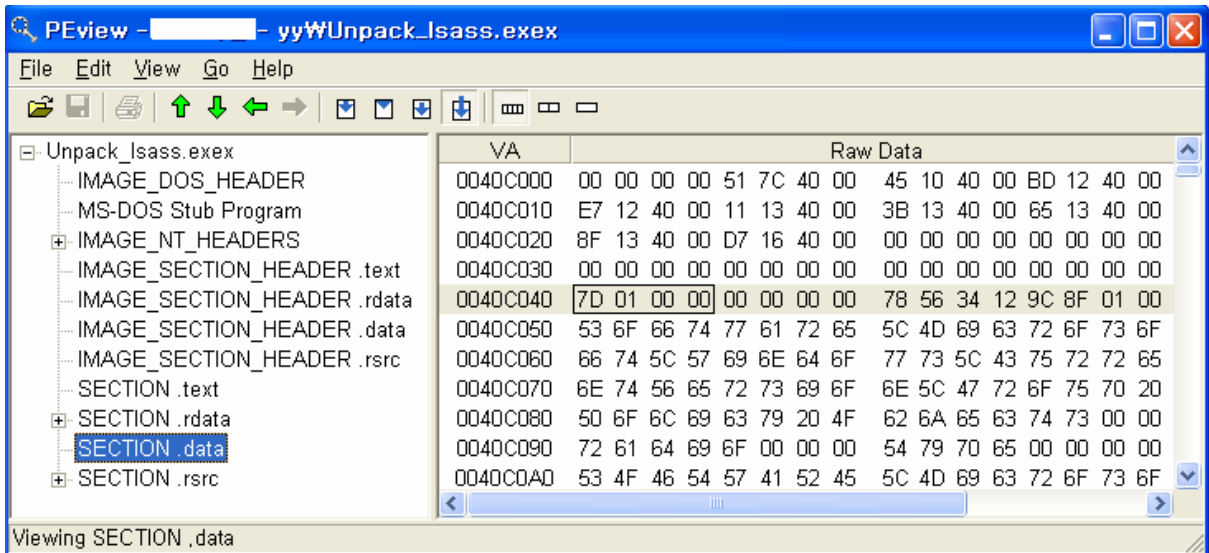 PEview - - yy₩Unpack_lsass.exex
File Edit View Go Help
Unpack_lsass.exex
IMAGE_DOS_HEADER
MS-DOS Stub Program
IMAGE_NT_HEADERS
IMAGE_SECTION_HEADER .text
IMAGE_SECTION_HEADER .rdata
IMAGE_SECTION_HEADER .data
IMAGE_SECTION_HEADER .rsrc
SECTION .text
SECTION .rdata
SECTION .data
SECTION .rsrc
VA Raw Data
0040C000 00 00 00 00 51 7C 40 00 45 10 40 00 BD 12 40 00
0040C010 E7 12 40 00 11 13 40 00 3B 13 40 00 65 13 40 00
0040C020 8F 13 40 00 D7 16 40 00 00 00 00 00 00 00 00 00
0040C030 00 00 00 00 00 00 00 00 00 00 00 00 00 00 00 00
0040C040 7D 01 00 00 00 00 00 00 78 56 34 12 9C 8F 01 00
0040C050 53 6F 66 74 77 61 72 65 5C 4D 69 63 72 6F 73 6F
0040C060 66 74 5C 57 69 6E 64 6F 77 73 5C 43 75 72 72 65
0040C070 6E 74 56 65 72 73 69 6F 6E 5C 47 72 6F 75 70 20
0040C080 50 6F 6C 69 63 79 20 4F 62 6A 65 63 74 73 00 00
0040C090 72 61 64 69 6F 00 00 00 54 79 70 65 00 00 00 00
0040C0A0 53 4F 46 54 57 41 52 45 5C 4D 69 63 72 6F 73 6F
Viewing SECTION .data